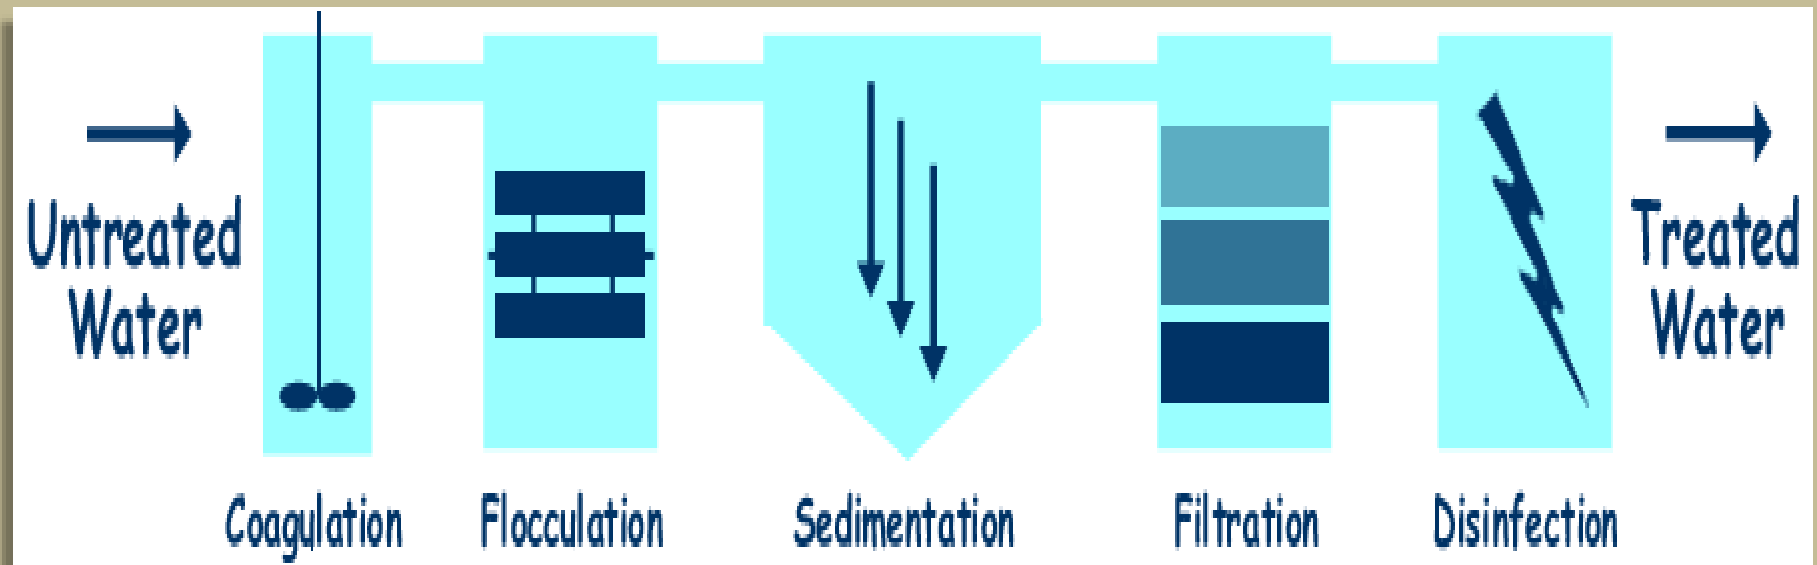 Untreated
Water
Treated
Water
Coagulation
Flocculation
Sedimentation
Filtration
Disinfection